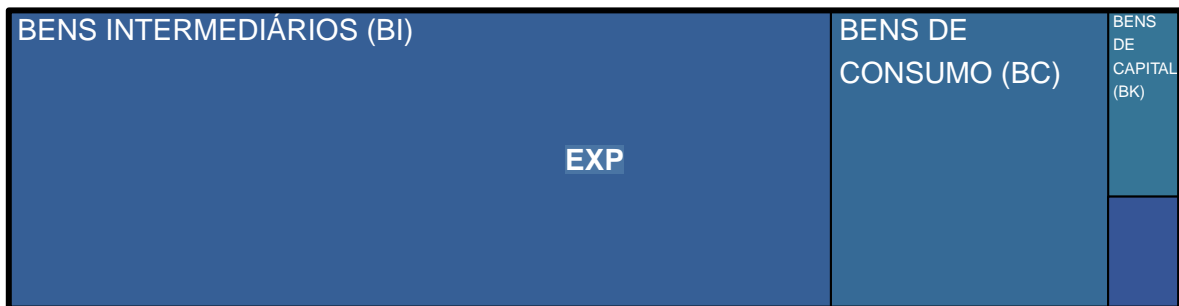 BENS INTERMEDIÁRIOS (BI)
BENS DE
CONSUMO (BC)
BENS
DE
CAPITAL
(BK)
EXP